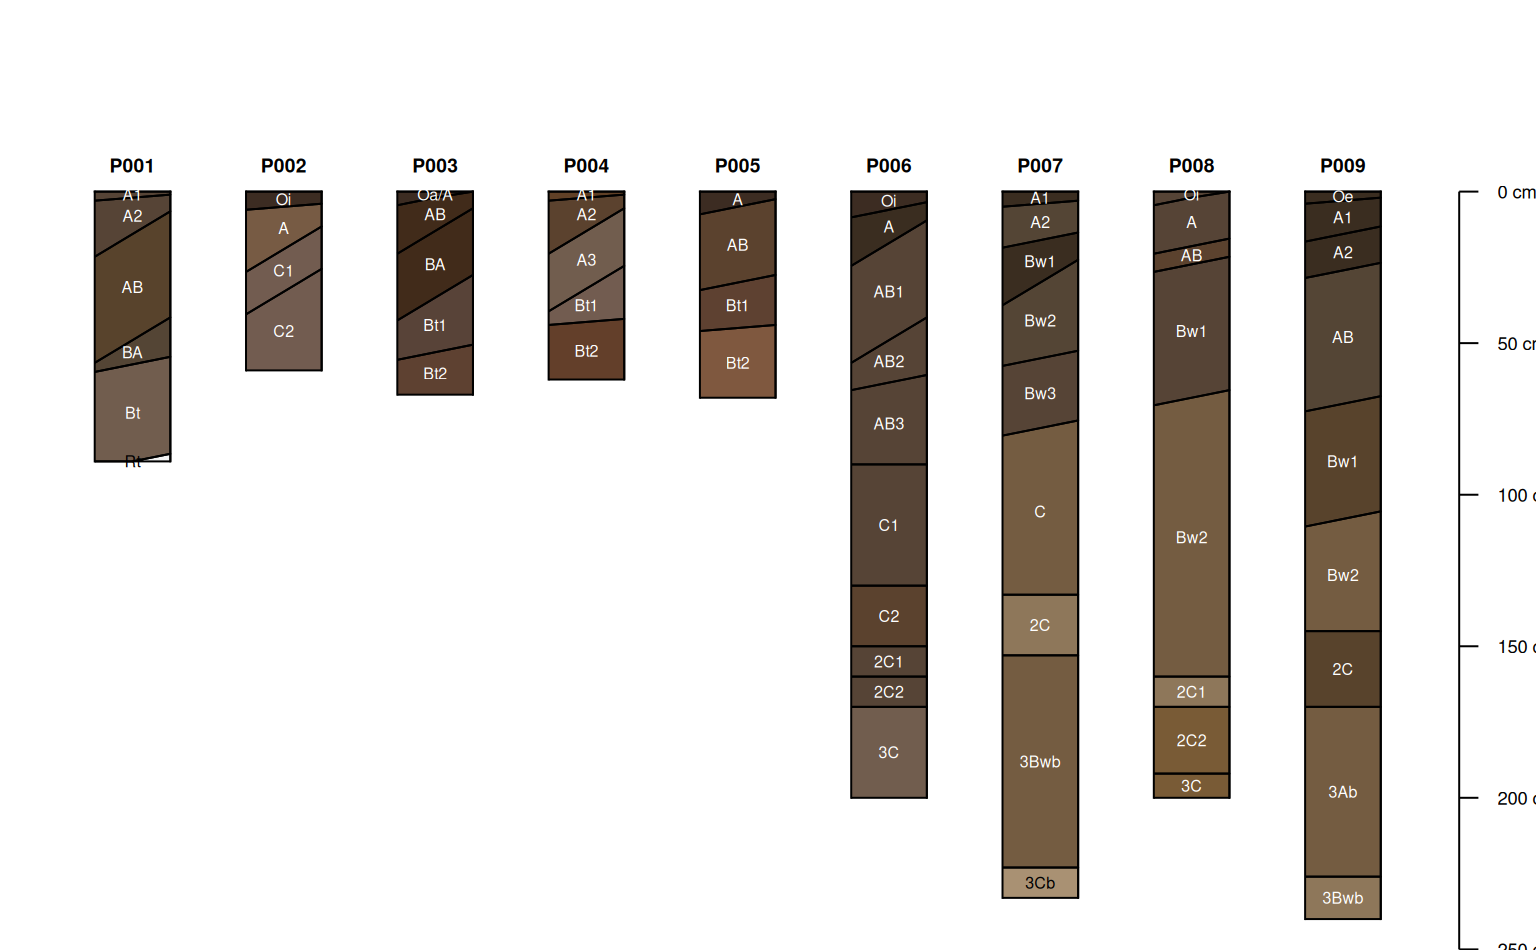 P001 P002 P003 P004 P005 P006 P007 P008 P009
A1
A2
AB
BA
Bt
Rt
Oi
A
C1
C2
Oa/A
AB
BA
Bt1
Bt2
A1
A2
A3
Bt1
Bt2
A
AB
Bt1
Bt2
Oi
A
AB1
AB2
AB3
C1
C2
2C1
2C2
3C
A1
A2
Bw1
Bw2
Bw3
C
2C
3Bwb
3Cb
Oi
A
AB
Bw1
Bw2
2C1
2C2
3C
Oe
A1
A2
AB
Bw1
Bw2
2C
3Ab
3Bwb
0 cm
50 cm
100 c
150 c
200 c